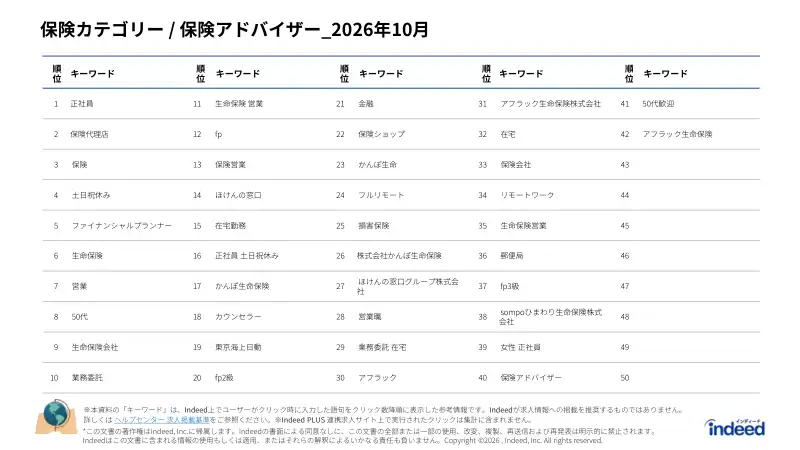 保険カテゴリー / 保険アドバイザー_2026年10月
順位 キーワード 順位 キーワード 順位 キーワード 順位 キーワード 順位 キーワード
1 正社員 11 生命保険 営業 21 金融 31 アフラック生命保険株式会社 41 50代歓迎
2 保険代理店 12 fp 22 保険ショップ 32 在宅 42 アフラック生命保険
3 保険 13 保険営業 23 かんぽ生命 33 保険会社 43
4 土日祝休み 14 ほけんの窓口 24 フルリモート 34 リモートワーク 44
5 ファイナンシャルプランナー 15 在宅勤務 25 損害保険 35 生命保険営業 45
6 生命保険 16 正社員 土日祝休み 26 株式会社かんぽ生命保険 36 郵便局 46
7 営業 17 かんぽ生命保険 27 ほけんの窓口グループ株式会社 37 fp3級 47
8 50代 18 カウンセラー 28 営業職 38 sompoひまわり生命保険株式会社 48
9 生命保険会社 19 東京海上日動 29 業務委託 在宅 39 女性 正社員 49
10 業務委託 20 fp2級 30 アフラック 40 保険アドバイザー 50
※本資料の「キーワード」は、Indeed上でユーザーがクリック時に入力した語句をクリック数降順に表示した参考情報です。Indeedが求人情報への掲載を推奨するものではありません。
詳しくは ヘルプセンター 求人掲載基準をご参照ください。※Indeed PLUS 連携求人サイト上で実行されたクリックは集計に含まれません。
*この文書の著作権はIndeed, Inc.に帰属します。Indeedの書面による同意なしに、この文書の全部または一部の使用、改変、複製、再送信および再発表は明示的に禁止されます。
Indeedはこの文書に含まれる情報の使用もしくは適用、またはそれらの解釈によるいかなる責任も負いません。Copyright ©2026 , Indeed, Inc. All rights reserved.
インディード
indeed